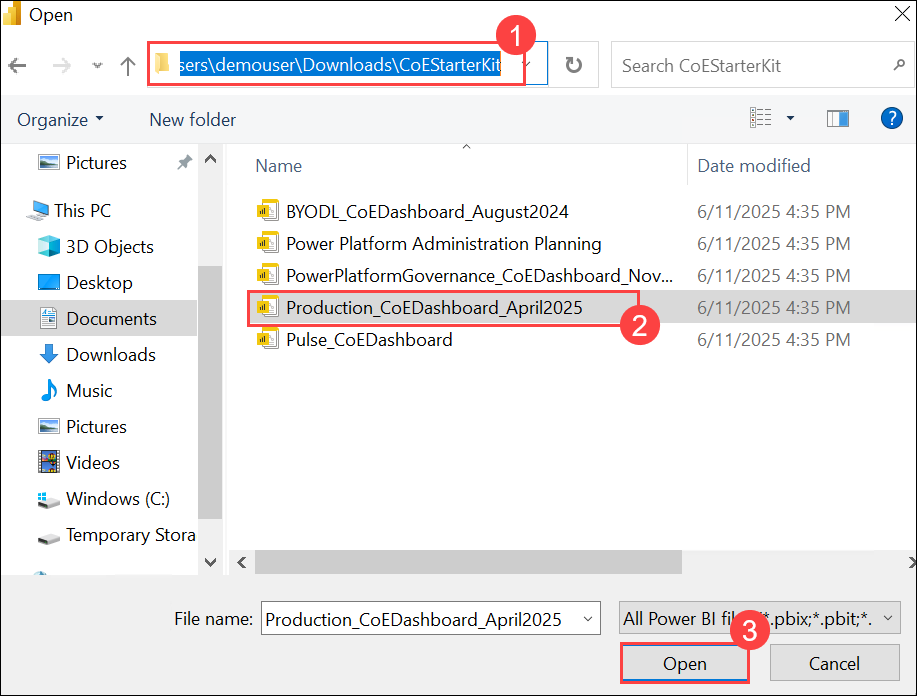 Open
1
sers\demouser\Downloads\CoEStarterKit
Search CoEStarterKit
Organize
New folder
?
Pictures
This PC
3D Objects
Desktop
Documents
Downloads
Music
Pictures
Videos
Windows (C:)
Temporary Stora
Name
Date modified
BYODL_CoEDashboard_August2024 6/11/2025 4:35 PM
Power Platform Administration Planning 6/11/2025 4:35 PM
PowerPlatformGovernance_CoEDashboard_Nov... 6/11/2025 4:35 PM
Production_CoEDashboard_April2025 6/11/2025 4:35 PM
2
Pulse_CoEDashboard 6/11/2025 4:35 PM
File name: Production_CoEDashboard_April2025
All Power BI fil *.pbix;*.pbit;*.
3
Open
Cancel